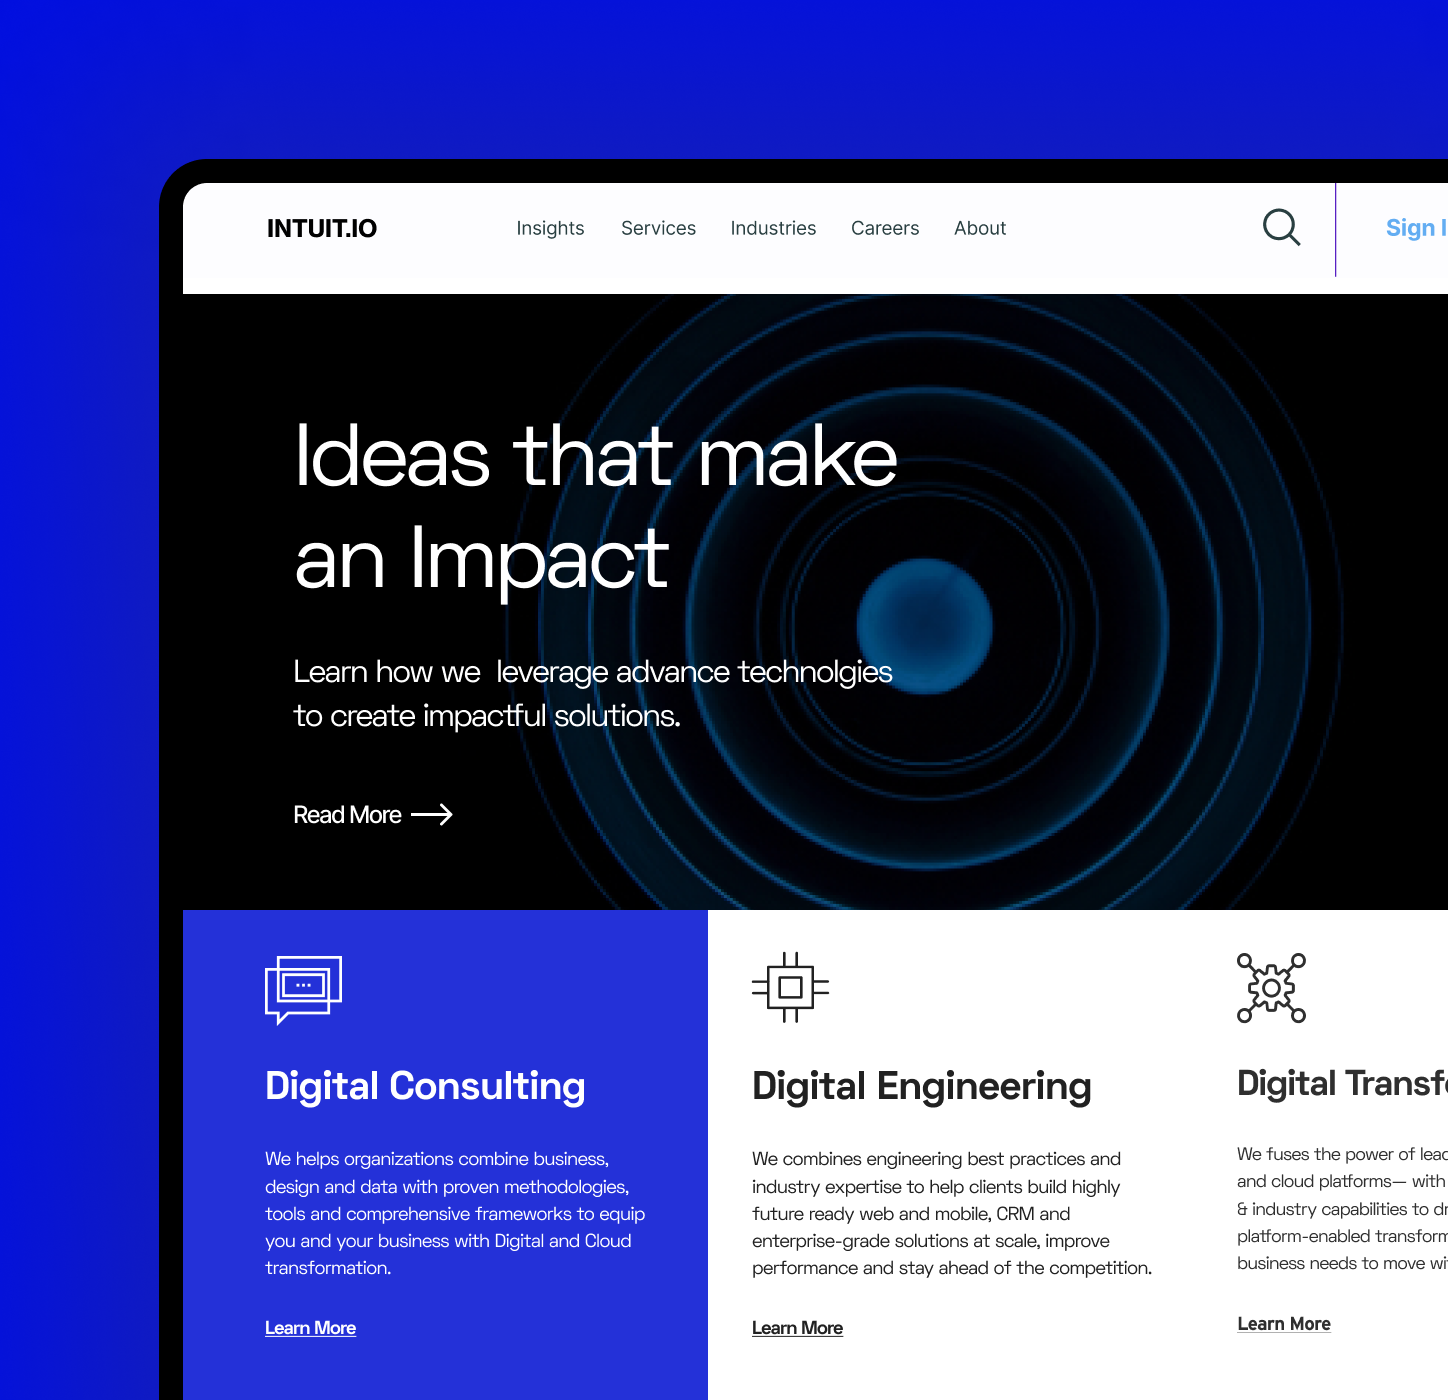 INTUIT.IO
Insights Services Industries Careers About
Sign
Ideas that make
an Impact
Learn how we leverage advance technolgies
to create impactful solutions.
Read More
Digital Consulting
We helps organizations combine business,
design and data with proven methodologies,
tools and comprehensive frameworks to equip
you and your business with Digital and Cloud
transformation.
Learn More
Digital Engineering
We combines engineering best practices and
industry expertise to help clients build highly
future ready web and mobile, CRM and
enterprise-grade solutions at scale, improve
performance and stay ahead of the competition.
Learn More
Digital
We fuses the power of
and cloud platforms— with
& industry capabilities to
platform-enabled
business needs to move
Learn More